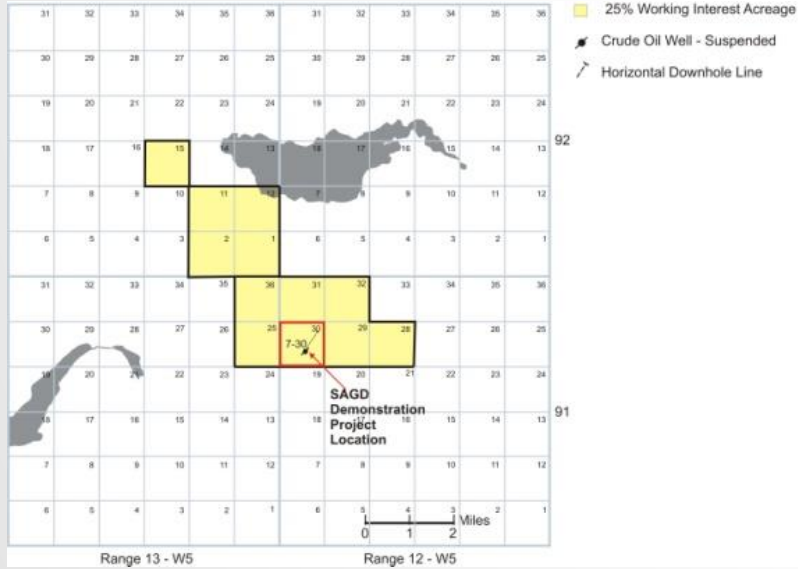 25% Working Interest Acreage
Crude Oil Well - Suspended
Horizontal Downhole Line
31 32 33 34 35 36 31 32 33 34 35 36
30 29 28 27 26 25 30 29 28 27 26 25
19 20 21 22 23 24 19 20 21 22 23 24
92
18 17 16 15 14 13 18 17 16 15 14 13
7 8 9 10 11 12 7 8 9 10 11 12
6 5 4 3 2 1 6 5 4 3 2 1
31 32 33 34 35 36 31 32 33 34 35 36
30 29 28 27 26 25 30 29 28 27 26 25
7-30
19 20 21 22 23 24 19 20 21 22 23 24
SAGD
Demonstration
Project
Location
91
18 17 16 15 14 13 17 16 15 14 13
7 8 9 10 11 12 7 8 9 10 11 12
6 5 4 3 2 1 6 5 4 3 2 1
Miles
0 1 2
Range 13 - W5
Range 12 - W5